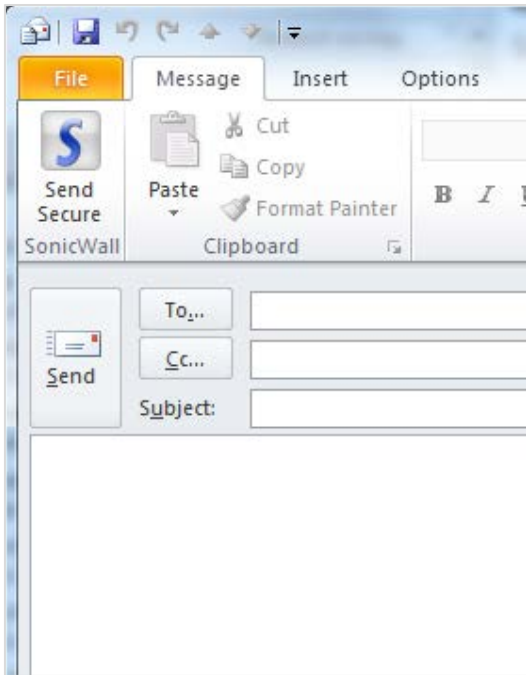 File Message Insert Options
S
Send
Secure
SonicWall
Paste
Cut
Copy
Format Painter
Clipboard
B I U
To...
Cc...
Send
Subject: